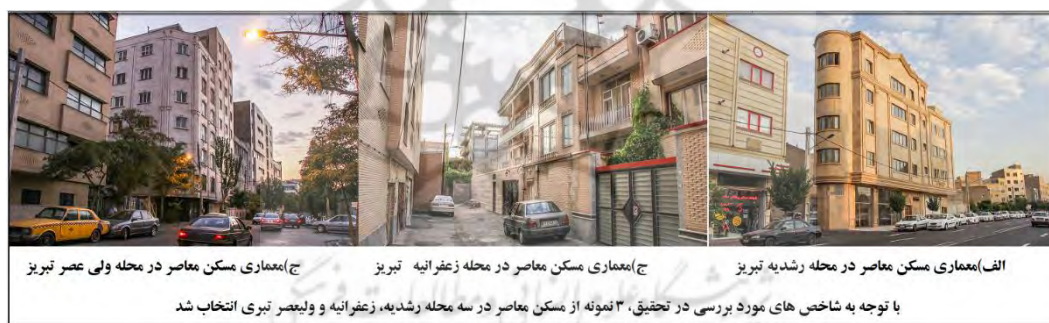 الف)معماری مسکن معاصر در محله رشدیه تبریز
ج)معماری مسکن معاصر در محله زعفرانیه تبریز
ج)معماری مسکن معاصر در محله ولی عصر تبریز
با توجه به شاخص های مورد بررسی در تحقیق، ۳ نمونه از مسکن معاصر در سه محله رشدیه، زعفرانیه و ولیعصر تبری انتخاب شد